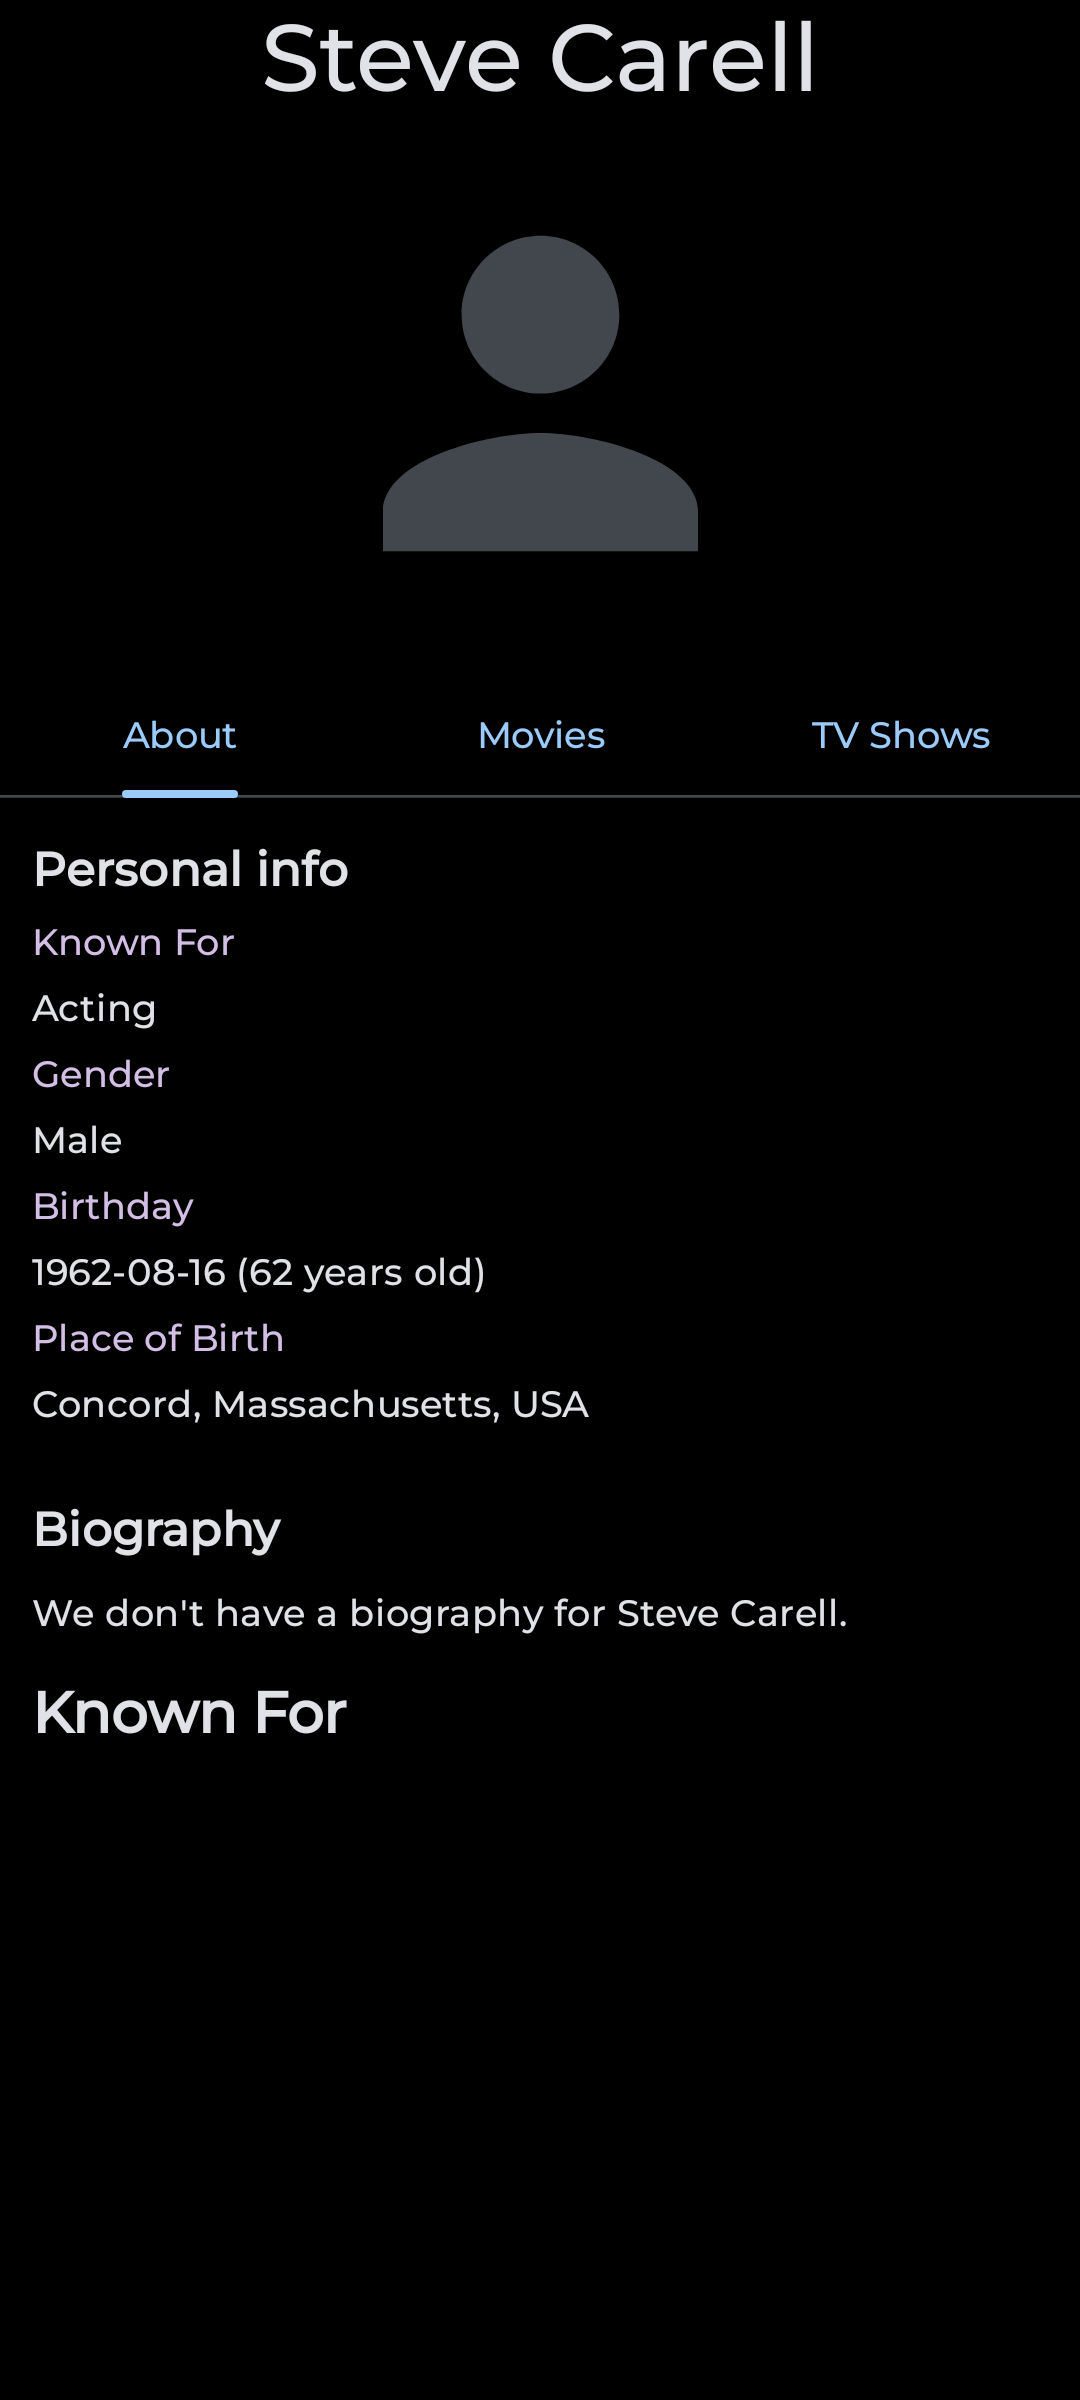 Steve Carell
About
Movies
TV Shows
Personal info
Known For
Acting
Gender
Male
Birthday
1962-08-16 (62 years old)
Place of Birth
Concord, Massachusetts, USA
Biography
We don't have a biography for Steve Carell.
Known For